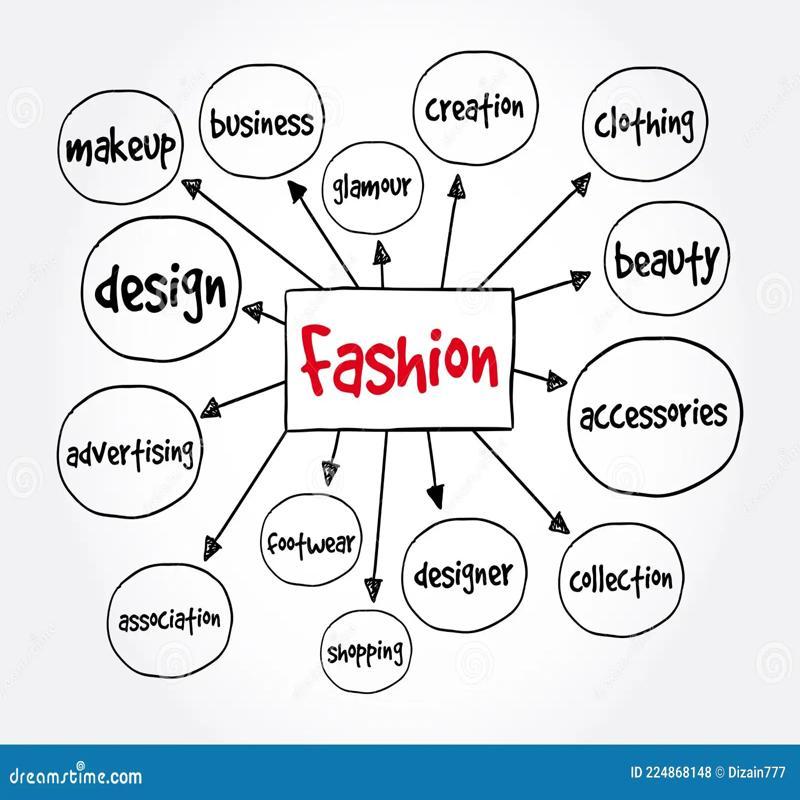 makeup
business
glamour
creation
clothing
design
beauty
fashion
advertising
accessories
footwear
designer
collection
association
shopping
dreamstime.com
ID 224868148 © Dizain777